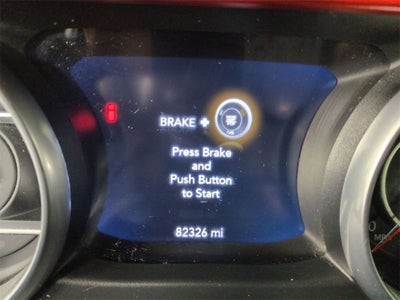 BRAKE +
Press Brake
and
Push Button
to Start
82326 mi